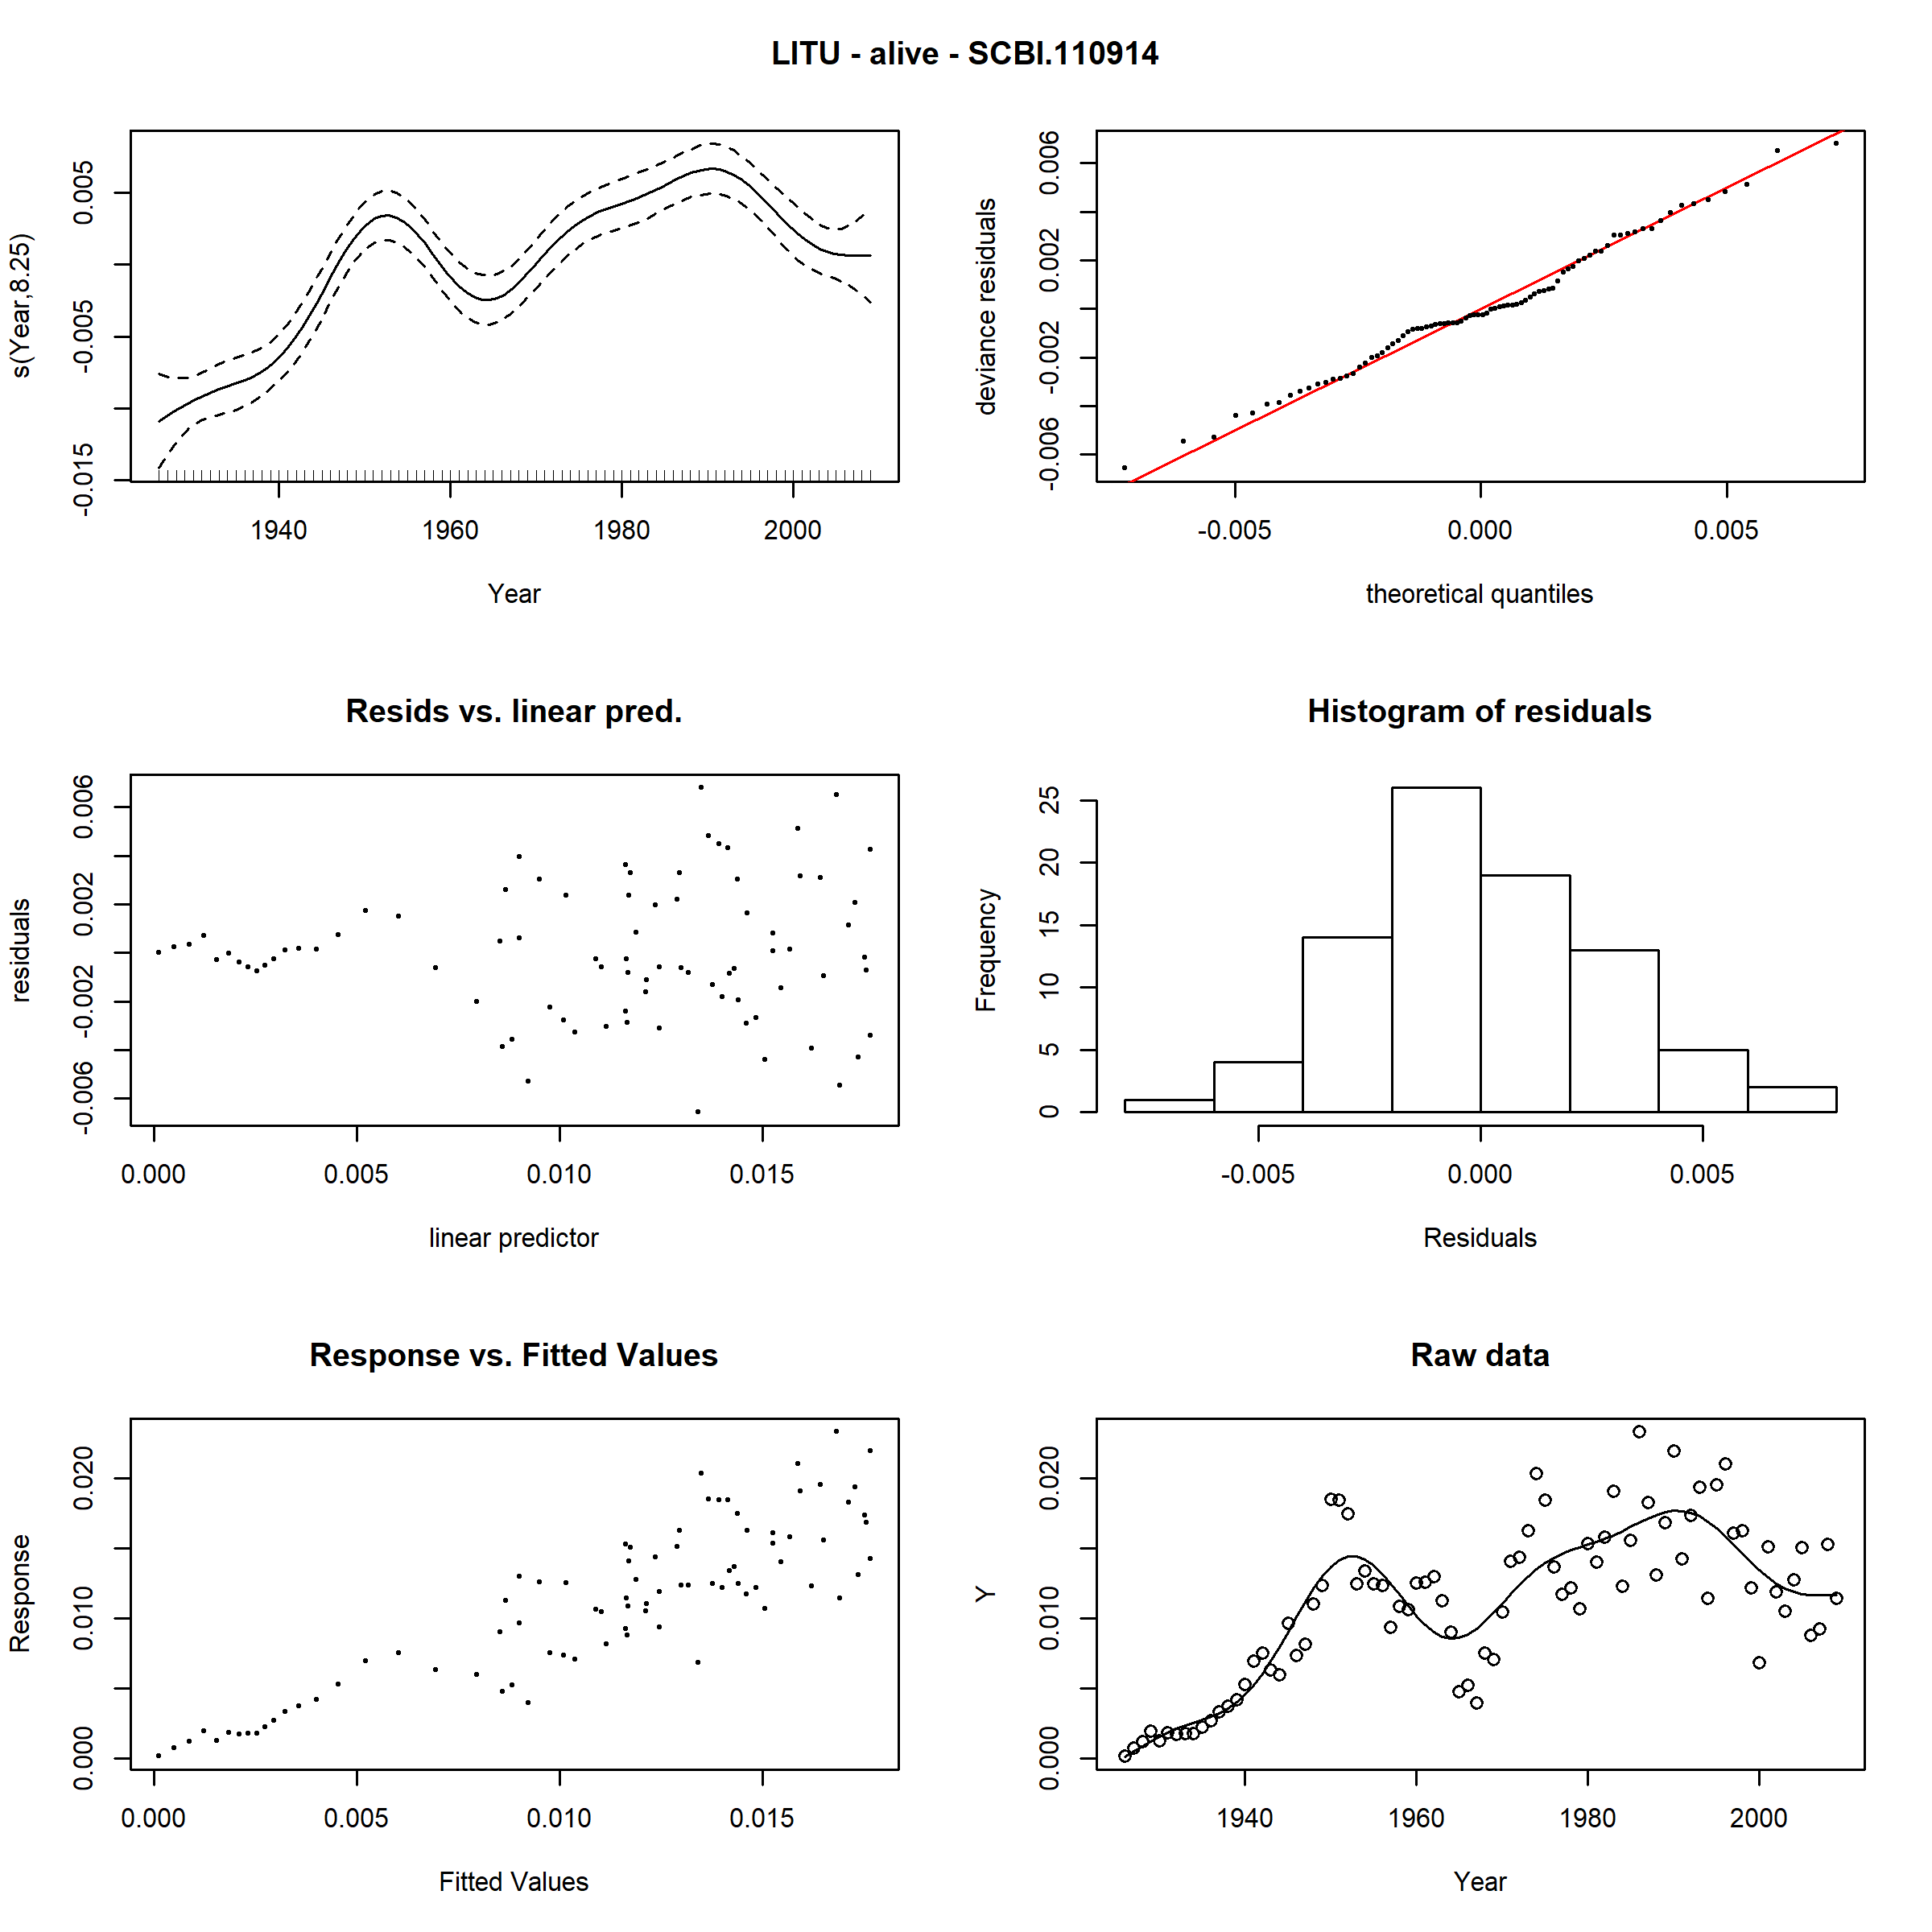 LITU - alive - SCBI.110914
s(Year,8.25)
0.005
-0.005
-0.015
1940 1960 1980 2000
Year
deviance residuals
0.006
0.002
-0.002
-0.006
-0.005 0.000 0.005
theoretical quantiles
Resids vs. linear pred.
residuals
0.006
0.002
-0.002
-0.006
0.000 0.005 0.010 0.015
linear predictor
Histogram of residuals
Frequency
25
20
15
10
5
0
-0.005 0.000 0.005
Residuals
Response vs. Fitted Values
Response
0.020
0.010
0.000
0.000 0.005 0.010 0.015
Fitted Values
Raw data
Y
0.020
0.010
0.000
1940 1960 1980 2000
Year